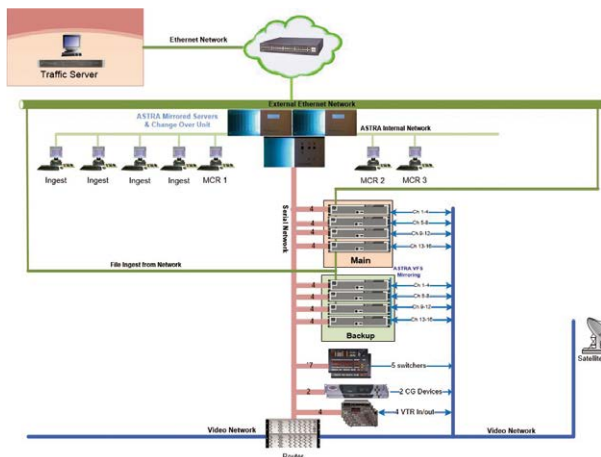 Ethernet Network
Traffic Server
External Ethernet Network
ASTRA Mirrored Servers
& Change Over Unit
ASTRA Internal Network
Ingest
Ingest
Ingest
Ingest
MCR 1
MCR 2
MCR 3
Serial Network
4
4
4
4
Ch 1-4
Ch 5-8
Ch 9-12
Ch 13-16
Main
File Ingest from Network
ASTRA VFS
Mirroring
4
4
4
4
Ch 1-4
Ch 5-8
Ch 9-12
Ch 13-16
Backup
5 switchers
2
2 CG Devices
4
4 VTR In/out
Satellite
Video Network
Video Network
Router